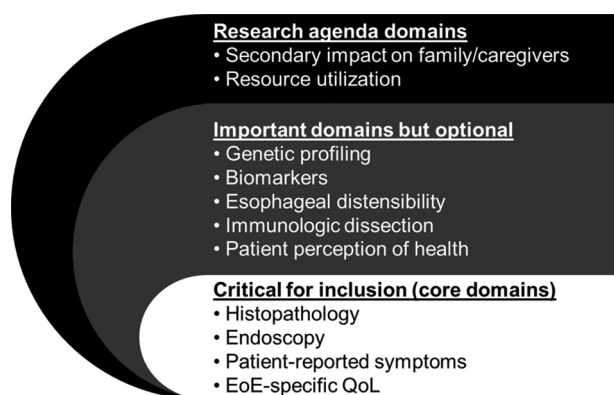 Research agenda domains
• Secondary impact on family/caregivers
• Resource utilization
Important domains but optional
• Genetic profiling
• Biomarkers
• Esophageal distensibility
• Immunologic dissection
• Patient perception of health
Critical for inclusion (core domains)
• Histopathology
• Endoscopy
• Patient-reported symptoms
• EoE-specific QoL